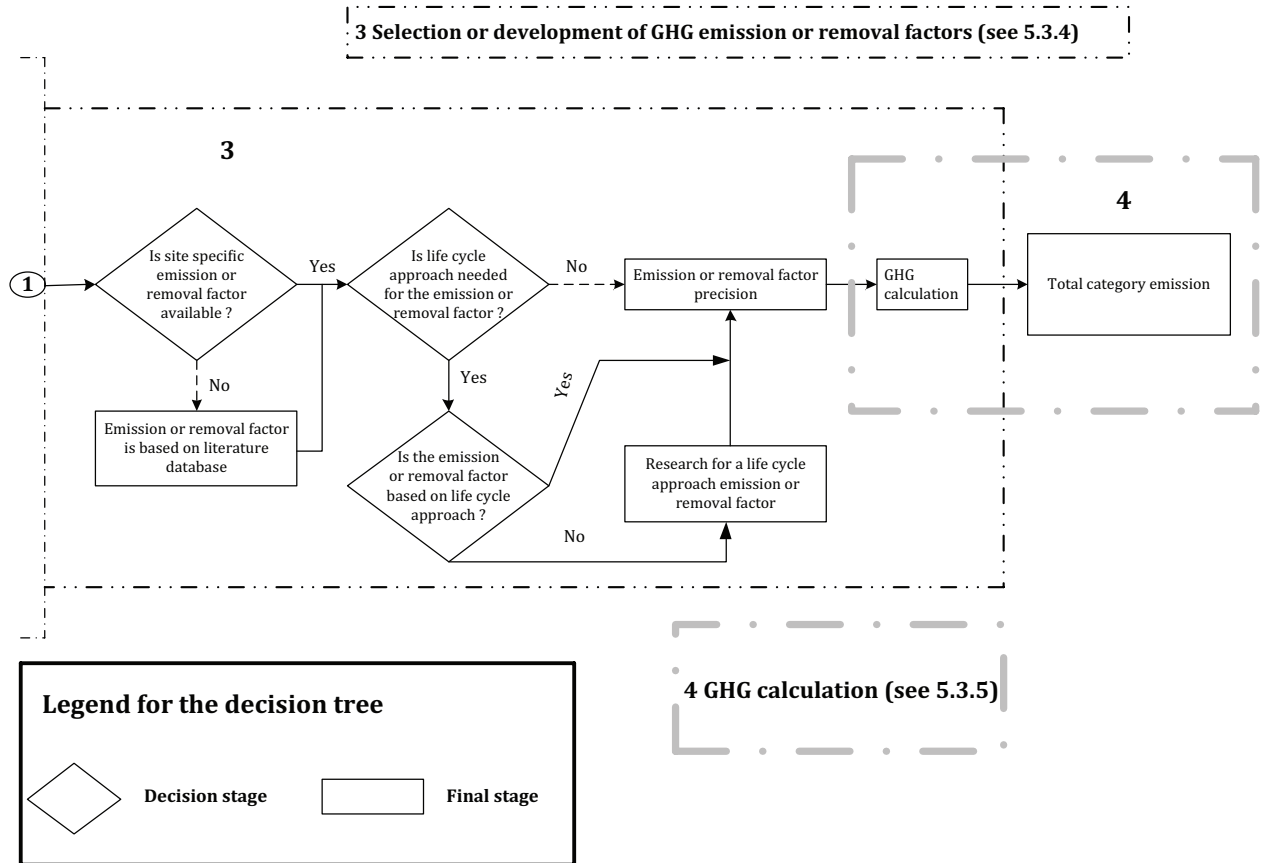 3 Selection or development of GHG emission or removal factors (see 5.3.4)
3
4
1
Is site specific
emission or
removal factor
available ?
Yes
No
Emission or removal factor
is based on literature
database
Is life cycle
approach needed
for the emission or
removal factor ?
No
Yes
Is the emission
or removal factor
based on life cycle
approach ?
Yes
No
Emission or removal factor
precision
Research for a life cycle
approach emission or
removal factor
GHG
calculation
Total category emission
4 GHG calculation (see 5.3.5)
Legend for the decision tree
Decision stage
Final stage